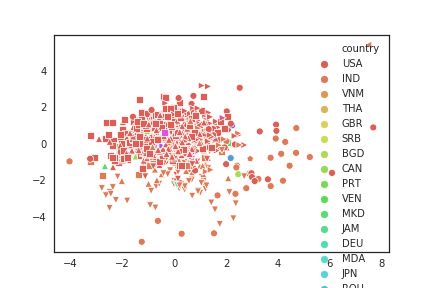 country
USA
IND
VNM
THA
GBR
SRB
BGD
CAN
PRT
VEN
MKD
JAM
DEU
MDA
JPN
4
2
0
−2
−4
−4
−2
0
2
4
6
8